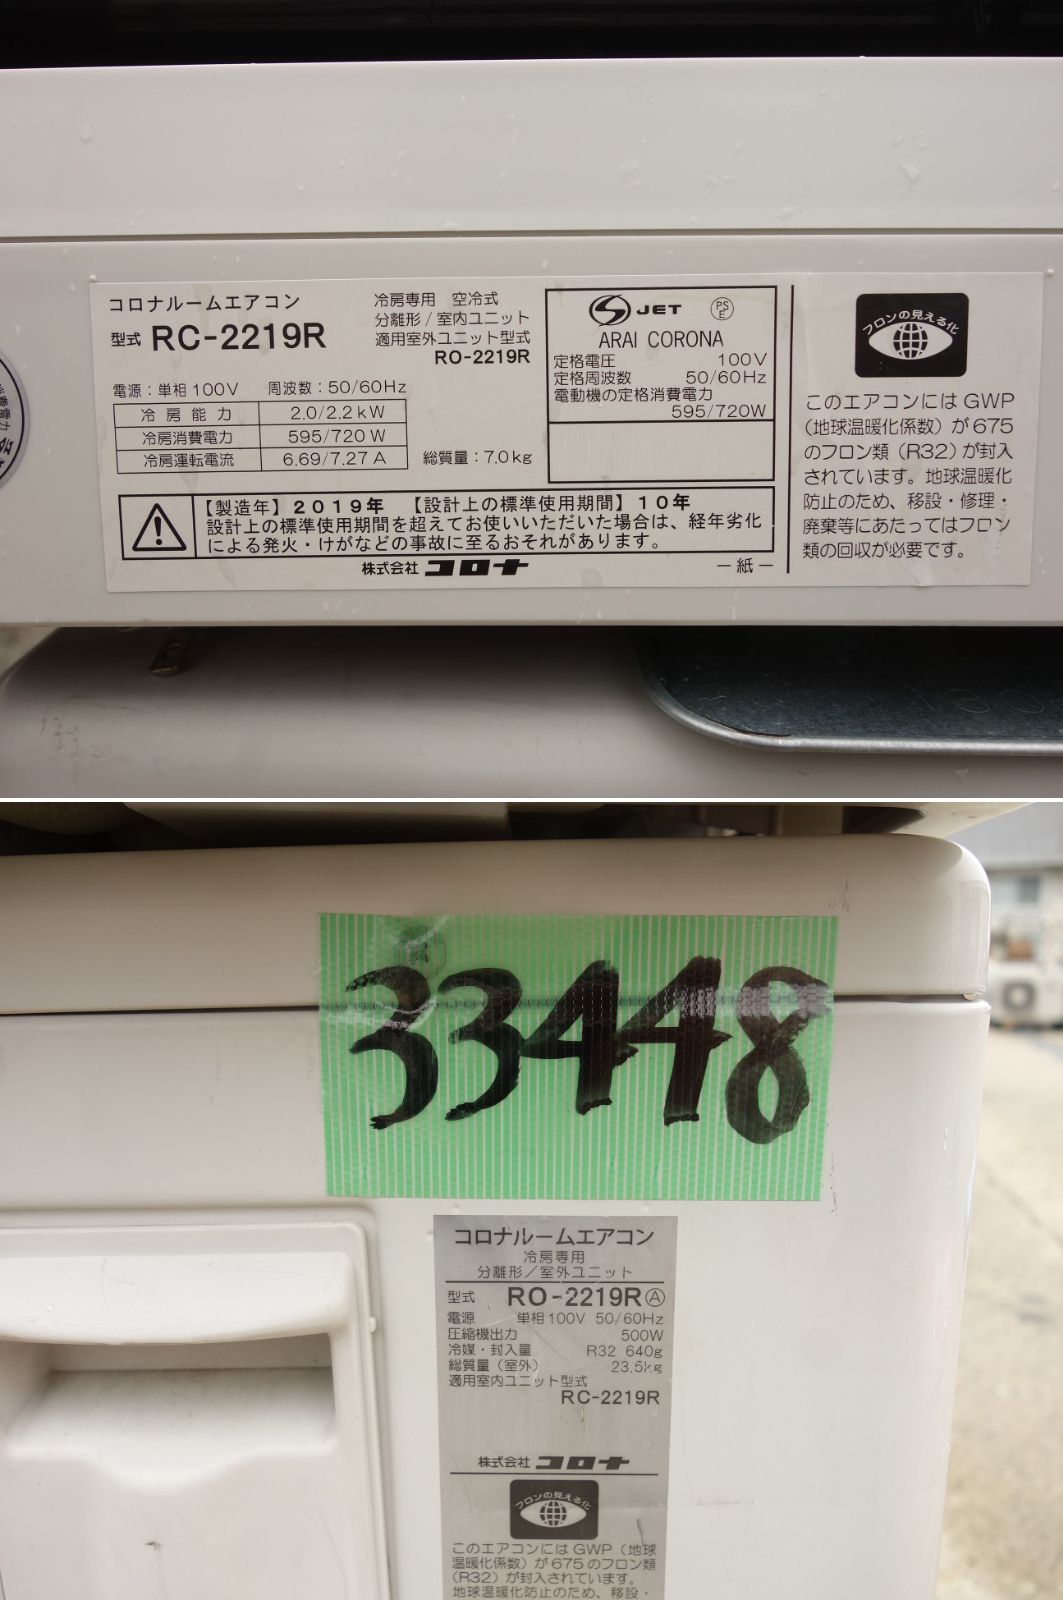 コロナルームエアコン
型式 RC-2219R
冷房専用 空冷式
分離形/室内ユニット
適用室外ユニット型式
RO-2219R
電源:単相100V 周波数:50/60Hz
冷房能力 2.0/2.2kW
冷房消費電力 595/720W
冷房運転電流 6.69/7.27A
総質量:7.0kg
JET
PS
E
ARAI CORONA
定格電圧 100V
定格周波数 50/60Hz
電動機の定格消費電力
595/720W
【製造年】2019年 【設計上の標準使用期間】10年
設計上の標準使用期間を超えてお使いいただいた場合は、経年劣化
による発火・けがなどの事故に至るおそれがあります。
株式会社 コロナ
-紙-
フロンの見える化
このエアコンにはGWP
(地球温暖化係数)が675
のフロン類(R32)が封入
されています。地球温暖化
防止のため、移設・修理・
廃棄等にあたってはフロン
類の回収が必要です。
33448
コロナルームエアコン
冷房専用
分離形/室外ユニット
型式 RO-2219RⒶ
電源 単相100V 50/60Hz
圧縮機出力 500W
冷媒・封入量 R32 640g
総質量(室外) 23.5kg
適用室内ユニット型式
RC-2219R
株式会社 コロナ
フロンの見える化
このエアコンにはGWP(地球
温暖化係数)が675のフロン類
(R32)が封入されています。
地球温暖化防止のため、移設・